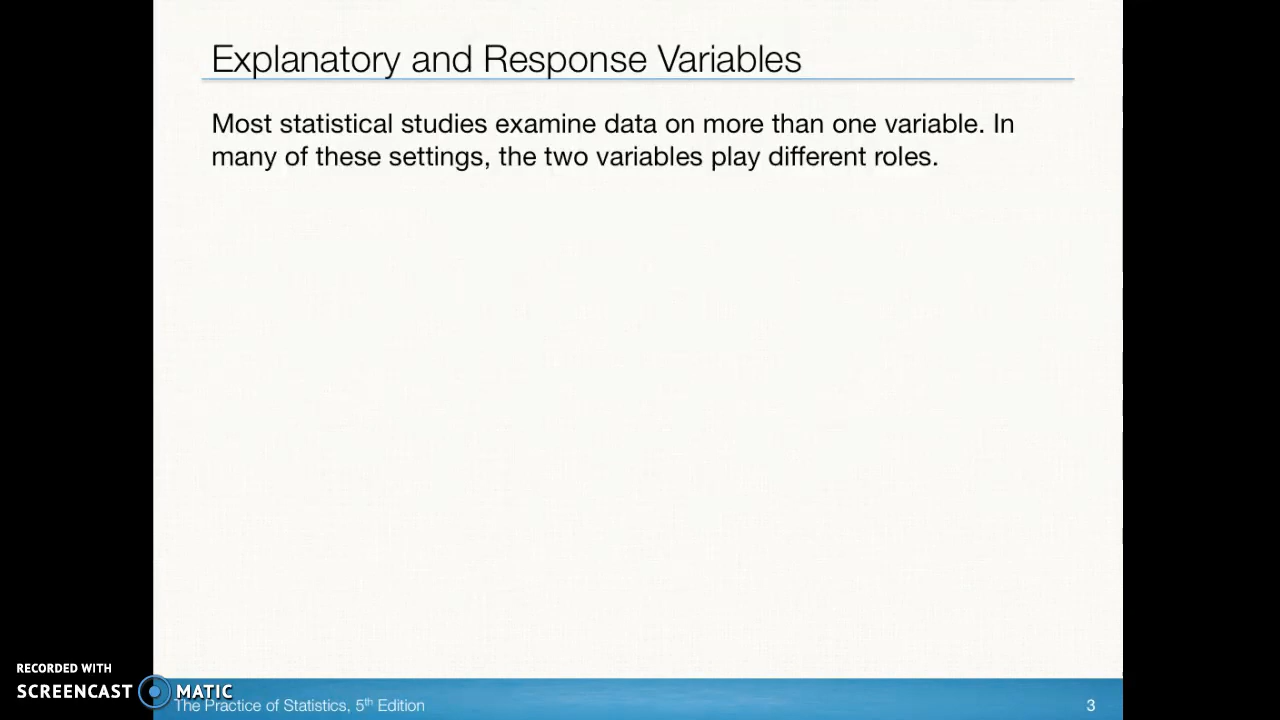 Explanatory and Response Variables
Most statistical studies examine data on more than one variable. In
many of these settings, the two variables play different roles.
RECORDED WITH
SCREENCAST MATIC
The Practice of Statistics, 5th Edition
3